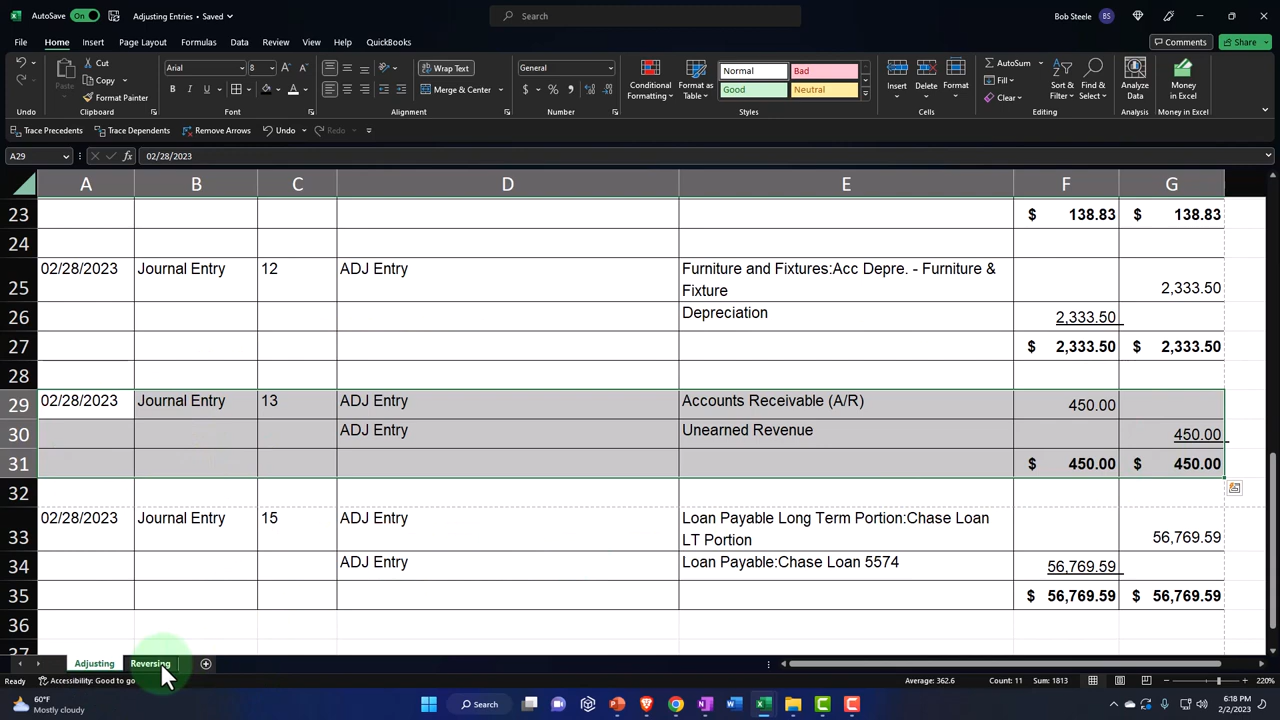 AutoSave On Adjusting Entries • Saved Search Bob Steele BS
File Home Insert Page Layout Formulas Data Review View Help QuickBooks Comments Share
Paste Cut Copy Format Painter Clipboard
Undo
Arial 8 B I U Font
Wrap Text Merge & Center Alignment
General $ % Number
Conditional Formatting Format as Table
Normal Bad Good Neutral Styles
Insert Delete Format Cells
AutoSum Fill Clear Sort & Filter Find & Select Editing
Analyze Data Analysis
Money in Excel Money in Excel
Trace Precedents Trace Dependents Remove Arrows Undo Redo
A29 fx 02/28/2023
A B C D E F G
23 $ 138.83 $ 138.83
24
25 02/28/2023 Journal Entry 12 ADJ Entry Furniture and Fixtures:Acc Depre. - Furniture &
Fixture 2,333.50
26 Depreciation 2,333.50
27 $ 2,333.50 $ 2,333.50
28
29 02/28/2023 Journal Entry 13 ADJ Entry Accounts Receivable (A/R) 450.00
30 ADJ Entry Unearned Revenue 450.00
31 $ 450.00 $ 450.00
32
33 02/28/2023 Journal Entry 15 ADJ Entry Loan Payable Long Term Portion:Chase Loan
LT Portion 56,769.59
34 ADJ Entry Loan Payable:Chase Loan 5574 56,769.59
35 $ 56,769.59 $ 56,769.59
36
37
Adjusting Reversing
Ready Accessibility: Good to go Average: 362.6 Count: 11 Sum: 1813 220%
60°F
Mostly cloudy
Search
6:18 PM
2/2/2023